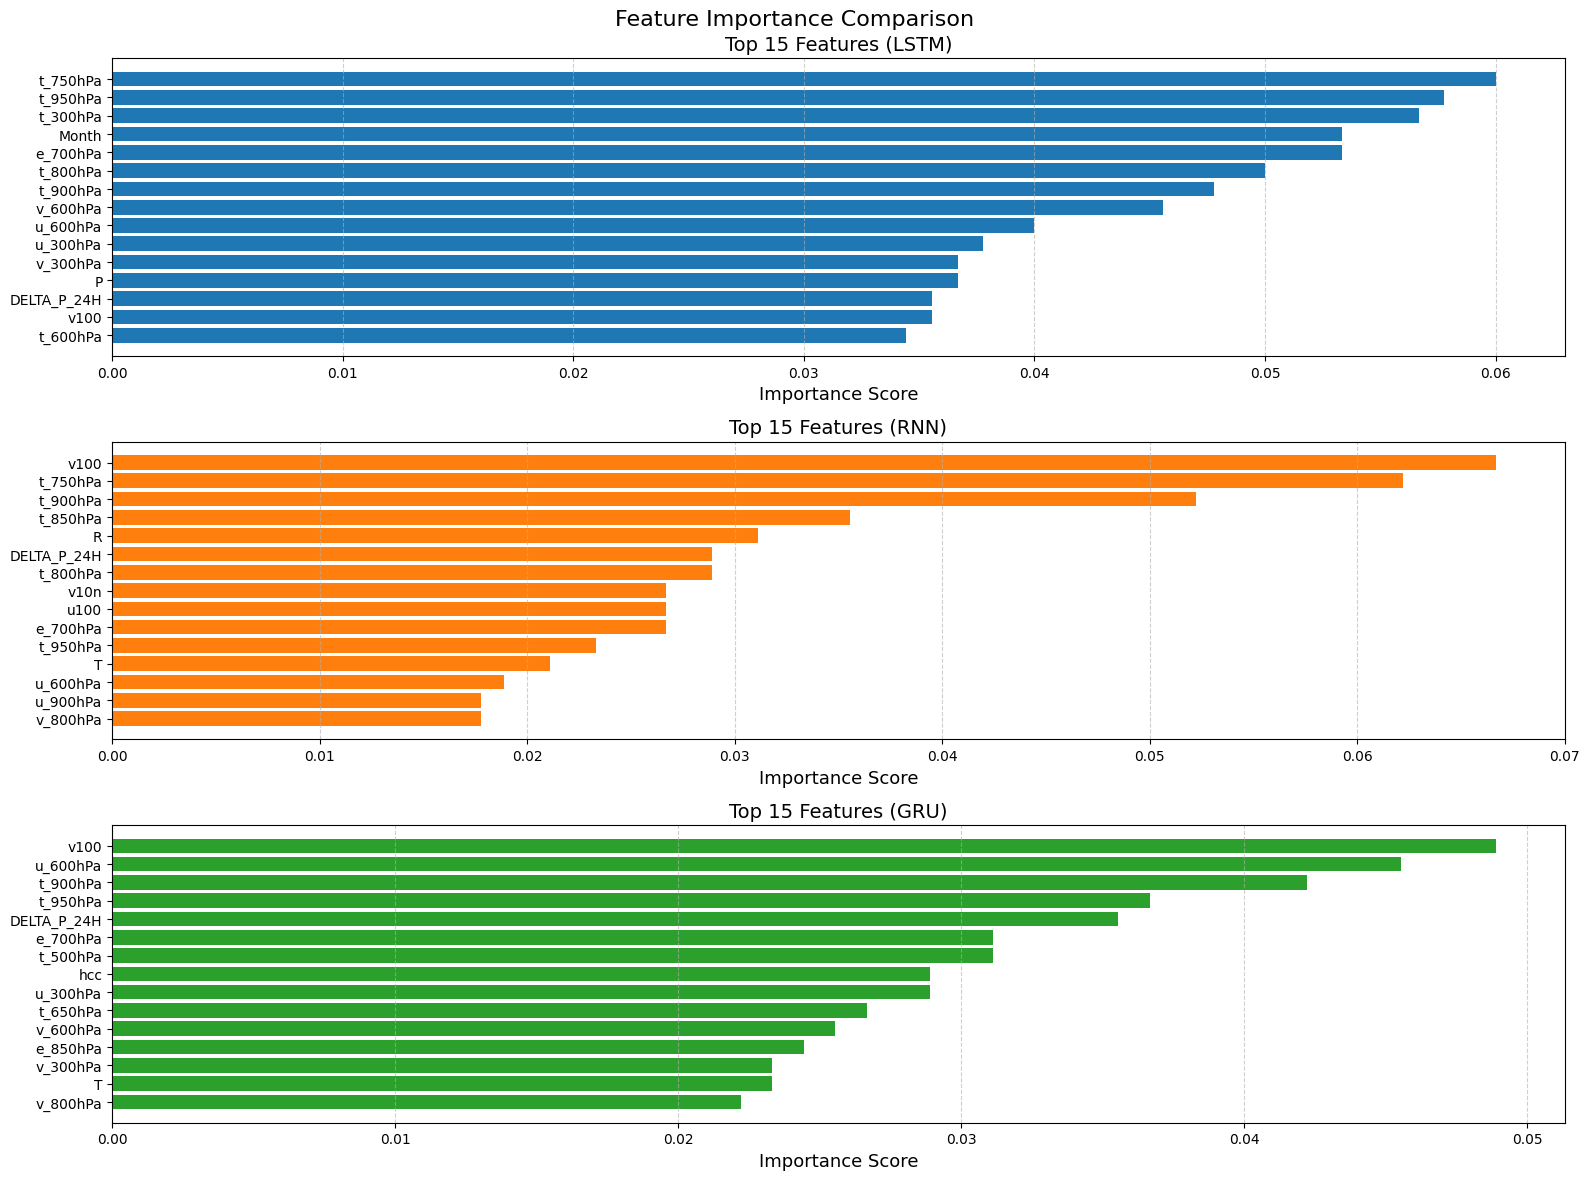 Feature Importance Comparison
Top 15 Features (LSTM)
t_750hPa
t_950hPa
t_300hPa
Month
e_700hPa
t_800hPa
t_900hPa
v_600hPa
u_600hPa
u_300hPa
v_300hPa
P
DELTA_P_24H
v100
t_600hPa
0.00 0.01 0.02 0.03 0.04 0.05 0.06
Importance Score
Top 15 Features (RNN)
v100
t_750hPa
t_900hPa
t_850hPa
R
DELTA_P_24H
t_800hPa
v10n
u100
e_700hPa
t_950hPa
T
u_600hPa
u_900hPa
v_800hPa
0.00 0.01 0.02 0.03 0.04 0.05 0.06 0.07
Importance Score
Top 15 Features (GRU)
v100
u_600hPa
t_900hPa
t_950hPa
DELTA_P_24H
e_700hPa
t_500hPa
hcc
u_300hPa
t_650hPa
v_600hPa
e_850hPa
v_300hPa
T
v_800hPa
0.00 0.01 0.02 0.03 0.04 0.05
Importance Score